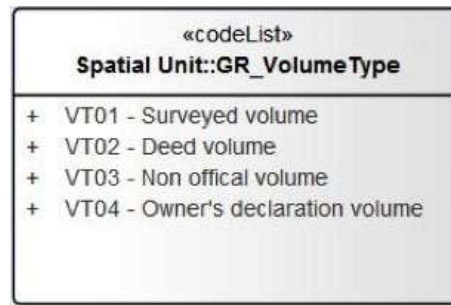 «codeList»
Spatial Unit::GR_VolumeType
+ VT01 - Surveyed volume
+ VT02 - Deed volume
+ VT03 - Non offical volume
+ VT04 - Owner's declaration volume